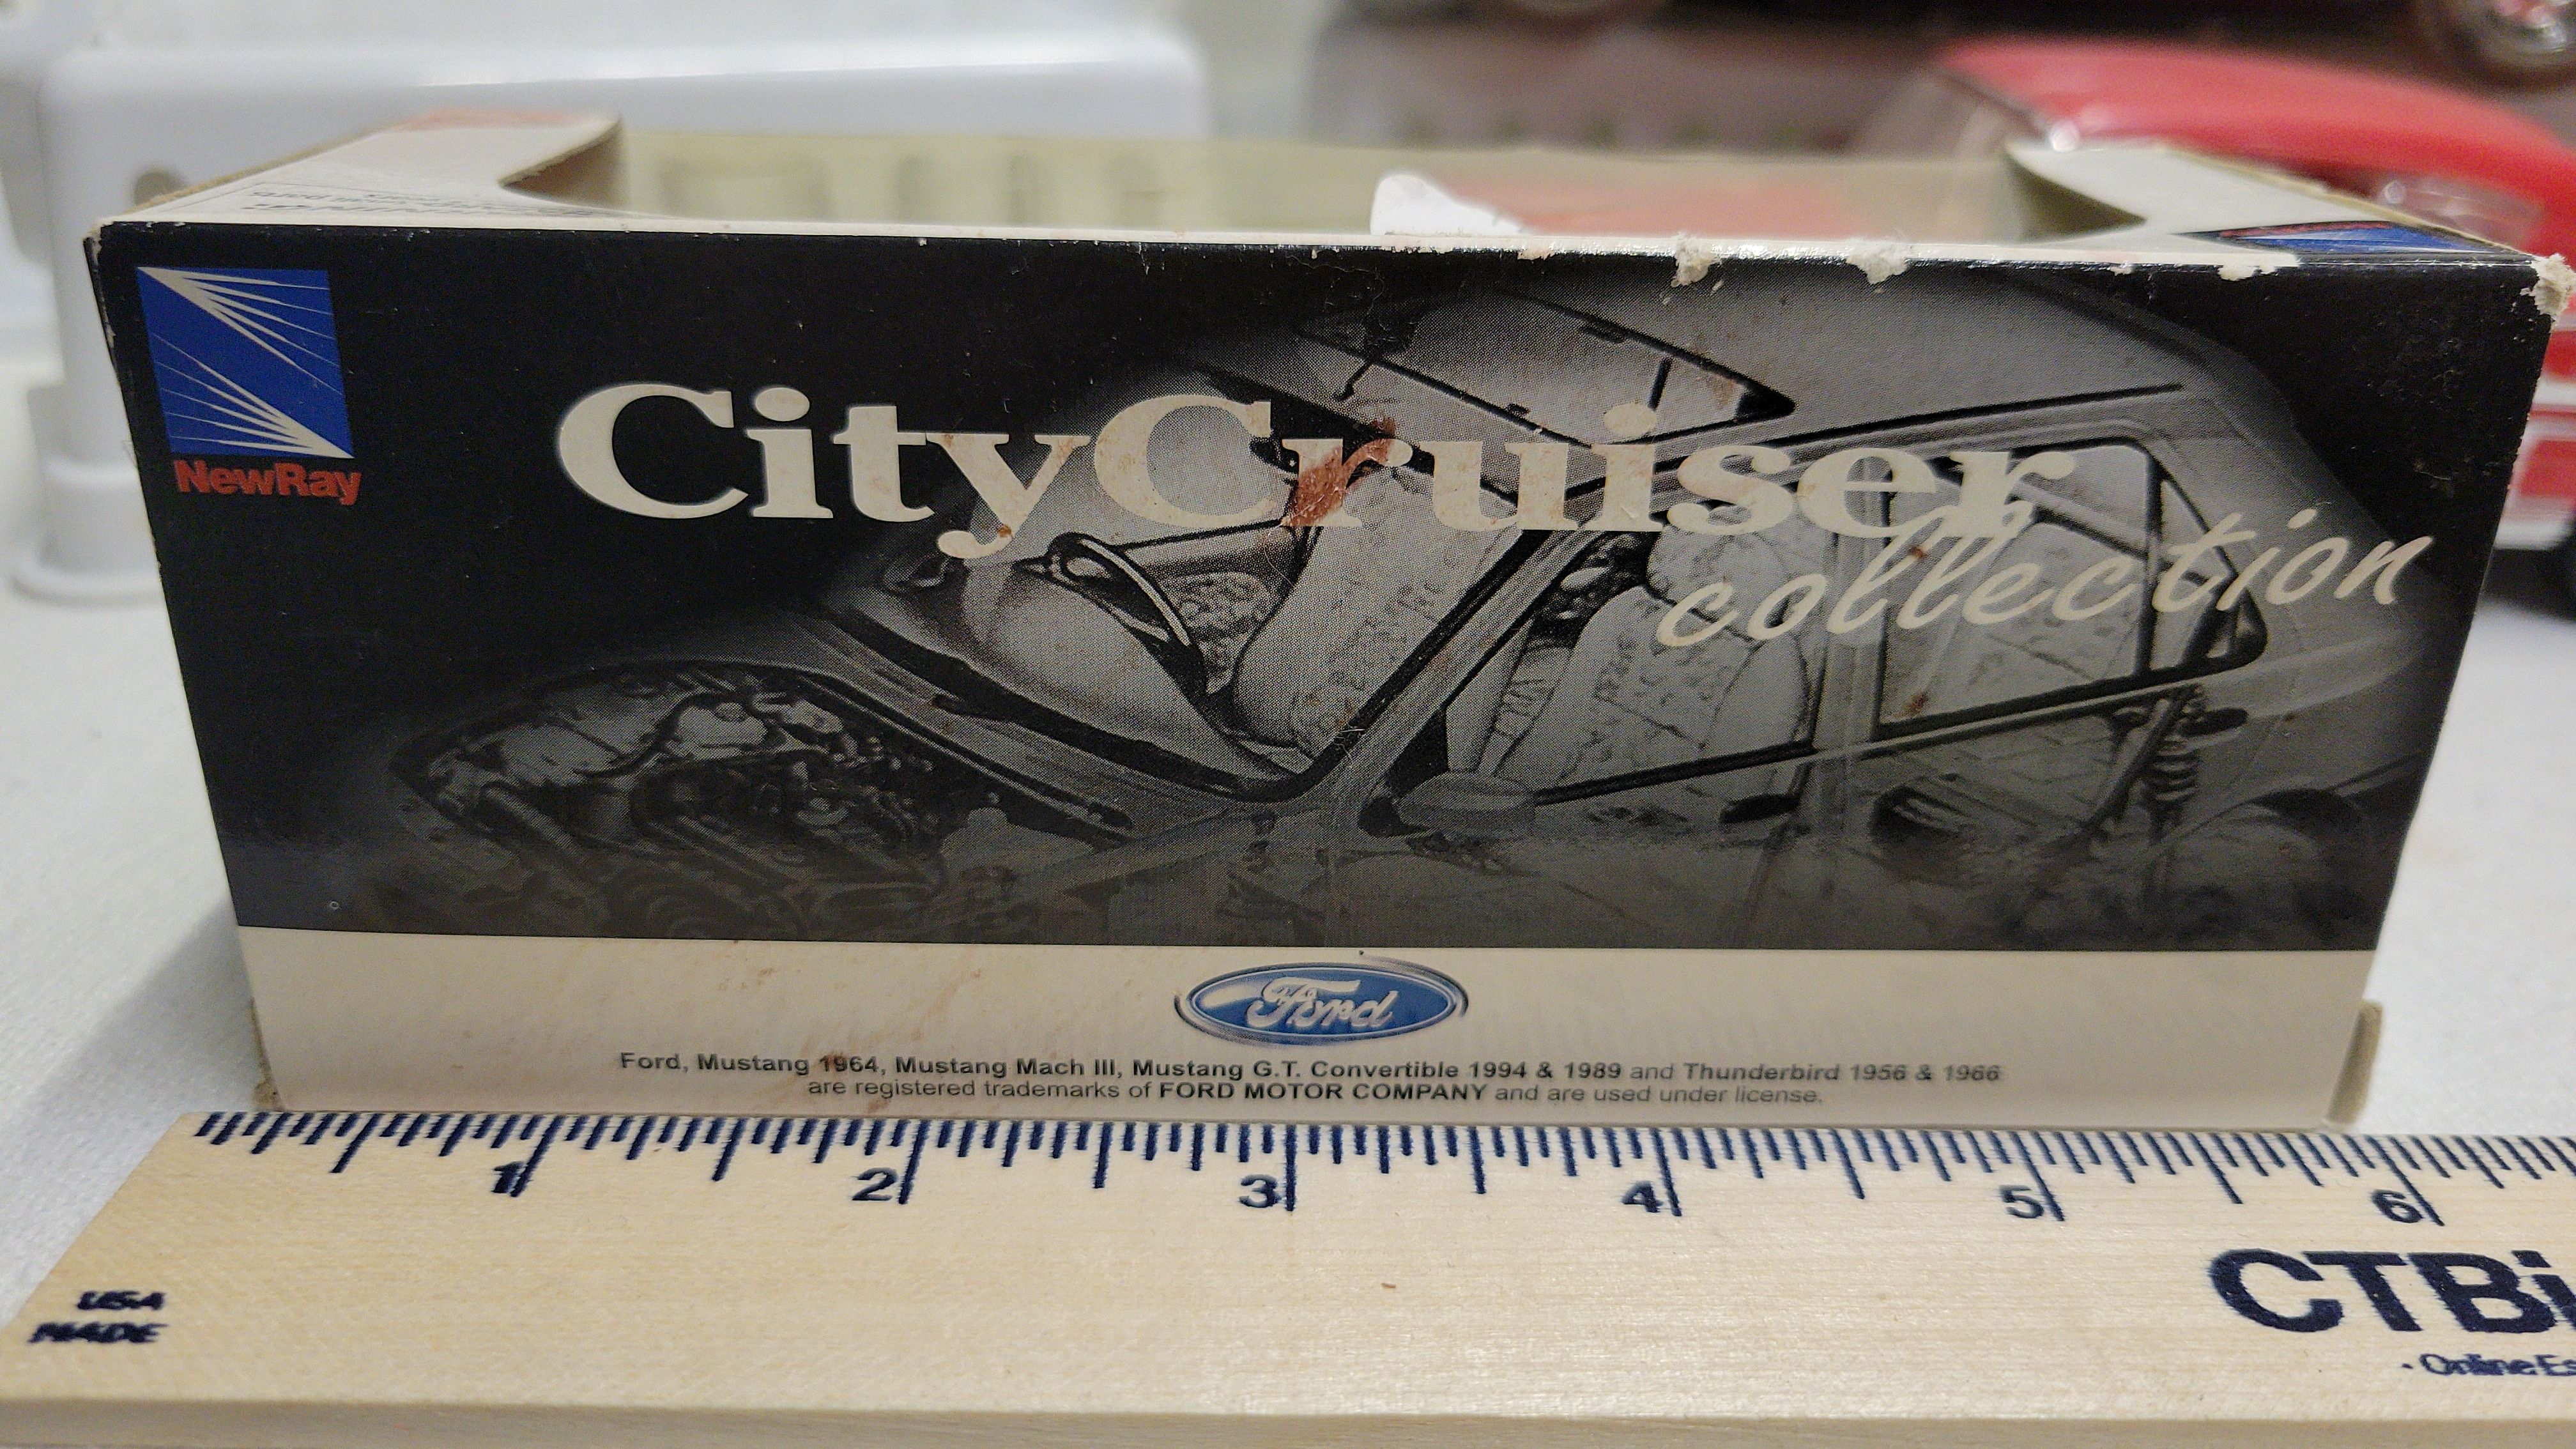 NewRay
CityCruiser
collection
Ford
Ford, Mustang 1964, Mustang Mach III, Mustang G.T. Convertible 1994 & 1989 and Thunderbird 1956 & 1966
are registered trademarks of FORD MOTOR COMPANY and are used under license.
1 2 3 4 5 6
USA
MADE
CTBi
· Online Es